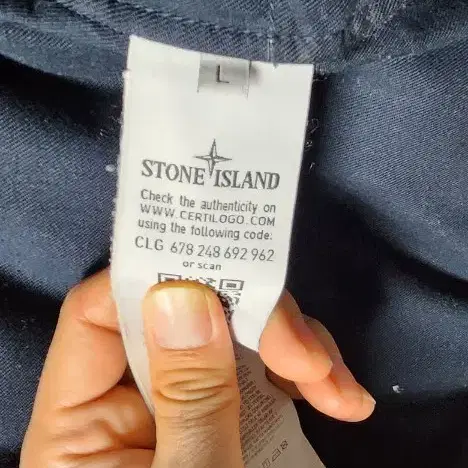 L
STONE ISLAND
Check the authenticity on
WWW.CERTILOGO.COM
using the following code:
CLG 678 248 692 962
or scan